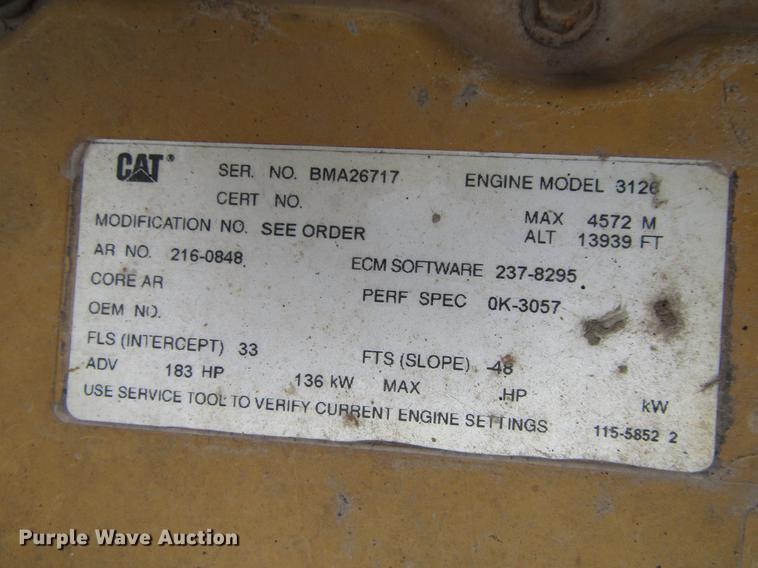 CAT® SER. NO. BMA26717 ENGINE MODEL 3126
CERT NO. MAX 4572 M
MODIFICATION NO. SEE ORDER ALT 13939 FT
AR NO. 216-0848 ECM SOFTWARE 237-8295
CORE AR PERF SPEC 0K-3057
OEM NO.
FLS (INTERCEPT) 33 FTS (SLOPE) -48
ADV 183 HP 136 kW MAX HP kW
USE SERVICE TOOL TO VERIFY CURRENT ENGINE SETTINGS 115-5852 2
Purple Wave Auction